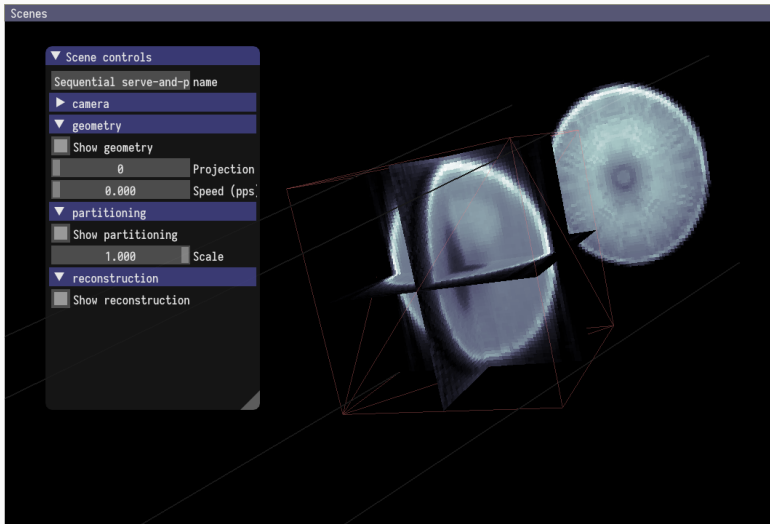 Scenes
Scene controls
Sequential serve-and-p name
camera
geometry
Show geometry
0 Projection
0.000 Speed (pps)
partitioning
Show partitioning
1.000 Scale
reconstruction
Show reconstruction